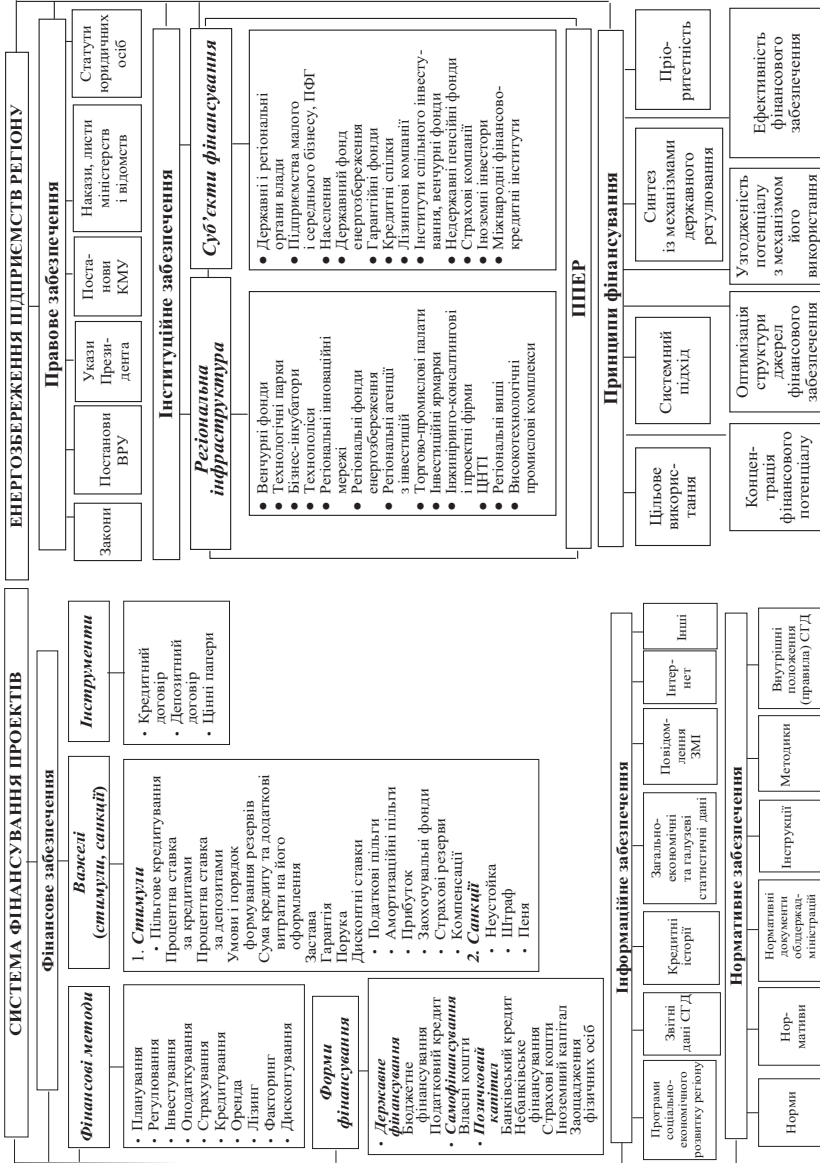 СИСТЕМА ФІНАНСУВАННЯ ПРОЕКТІВ
ЕНЕРГОЗБЕРЕЖЕННЯ ПІДПРИЄМСТВ РЕГІОНУ
Фінансове забезпечення
Фінансові методи
• Планування
• Регулювання
• Інвестування
• Оподаткування
• Страхування
• Кредитування
• Оренда
• Лізинг
• Факторинг
• Дисконтування
Форми
фінансування
• Державне
фінансування
Бюджетне
фінансування
Податковий кредит
• Самофінансування
Власні кошти
• Позичковий
капітал
Банківський кредит
Небанківське
фінансування
Страхові кошти
Іноземний капітал
Заощадження
фізичних осіб
Важелі
(стимули, санкції)
1. Стимули
• Пільгове кредитування
Процентна ставка
за кредитами
Процентна ставка
за депозитами
Умови і порядок
формування резервів
Сума кредиту та додаткові
витрати на його
оформлення
Застава
Гарантія
Порука
Дисконтні ставки
• Податкові пільги
• Амортизаційні пільги
• Прибуток
• Заохочувальні фонди
• Страхові резерви
• Компенсації
2. Санкції
• Неустойка
• Штраф
• Пеня
Інструменти
• Кредитний
договір
• Депозитний
договір
• Цінні папери
Інформаційне забезпечення
Програми
соціально-
економічного
розвитку регіону
Звітні
дані СГД
Кредитні
історії
Загально-
економічні
та галузеві
статистичні дані
Повідом-
лення
ЗМІ
Інтер-
нет
Інші
Нормативне забезпечення
Норми
Нор-
мативи
Нормативні
документи
облдержад-
міністрацій
Інструкції
Методики
Внутрішні
положення
(правила) СГД
Правове забезпечення
Закони
Постанови
ВРУ
Укази
Прези-
дента
Поста-
нови
КМУ
Накази, листи
міністерств
і відомств
Статути
юридичних
осіб
Інституційне забезпечення
Регіональна
інфраструктура
• Венчурні фонди
• Технологічні парки
• Бізнес-інкубатори
• Технополіси
• Регіональні інноваційні
мережі
• Регіональні фонди
енергозбереження
• Регіональні агенції
з інвестицій
• Торгово-промислові палати
• Інвестиційні ярмарки
• Інжиніринго-консалтингові
і проектні фірми
• ЦНТІ
• Регіональні виші
• Високотехнологічні
промислові комплекси
Суб’єкти фінансування
• Державні і регіональні
органи влади
• Підприємства малого
і середнього бізнесу, ПФГ
• Населення
• Державний фонд
енергозбереження
• Гарантійні фонди
• Кредитні спілки
• Лізингові компанії
• Інститути спільного інвесту-
вання, венчурні фонди
• Недержавні пенсійні фонди
• Страхові компанії
• Іноземні інвестори
• Міжнародні фінансово-
кредитні інститути
ППЕР
Принципи фінансування
Цільове
викорис-
тання
Системний
підхід
Синтез
із механізмами
державного
регулювання
Пріо-
ритетність
Концен-
трація
фінансового
потенціалу
Оптимізація
структури
джерел
фінансового
забезпечення
Узгодженість
потенціалу
з механізмом
його
використання
Ефективність
фінансового
забезпечення